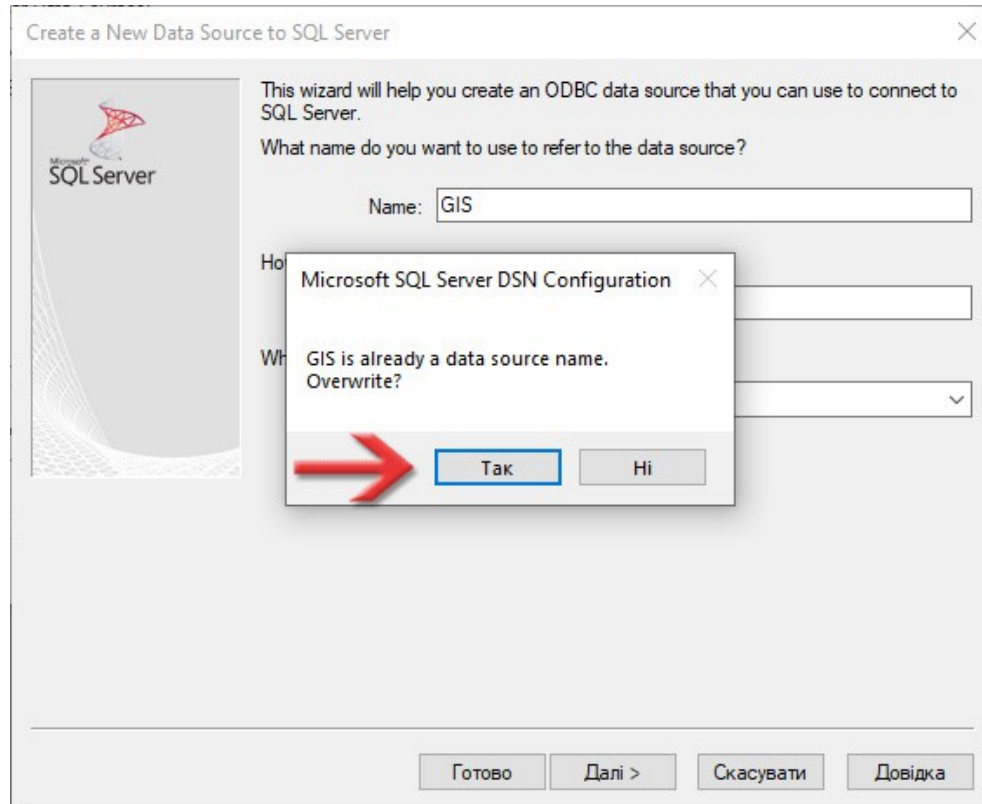 Create a New Data Source to SQL Server
Microsoft
SQL Server
This wizard will help you create an ODBC data source that you can use to connect to
SQL Server.
What name do you want to use to refer to the data source?
Name: GIS
Microsoft SQL Server DSN Configuration
GIS is already a data source name.
Overwrite?
Так Ні
Готово Далі > Скасувати Довідка